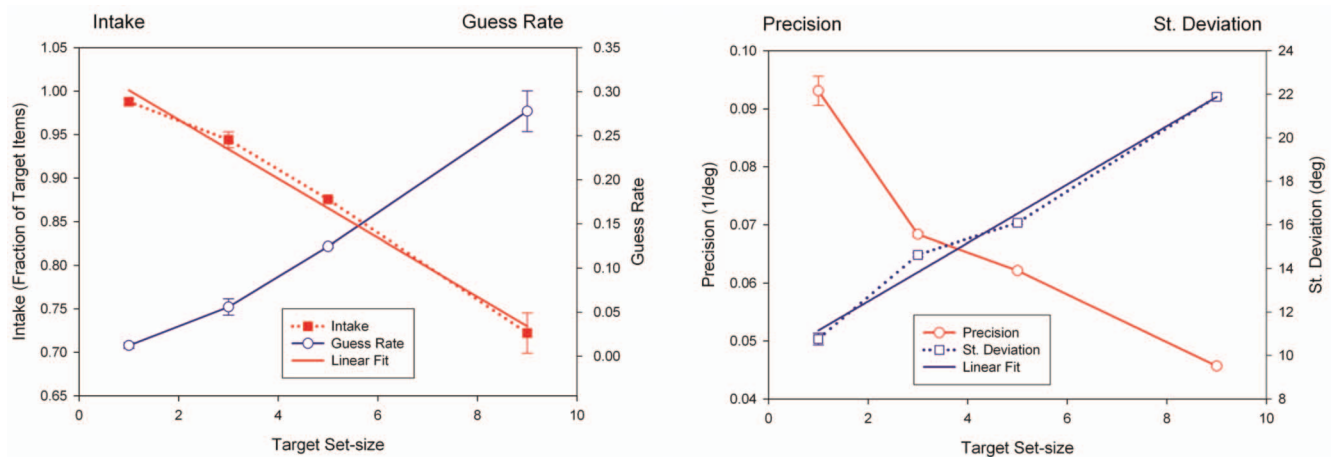 Intake Guess Rate
1.05
1.00
0.95
0.90
0.85
0.80
0.75
0.70
0.65
Intake (Fraction of Target Items)
0.35
0.30
0.25
0.20
0.15
0.10
0.05
0.00
Guess Rate
Intake
Guess Rate
Linear Fit
0 2 4 6 8 10
Target Set-size
Precision St. Deviation
0.10
0.09
0.08
0.07
0.06
0.05
0.04
Precision (1/deg)
24
22
20
18
16
14
12
10
8
St. Deviation (deg)
Precision
St. Deviation
Linear Fit
0 2 4 6 8 10
Target Set-size